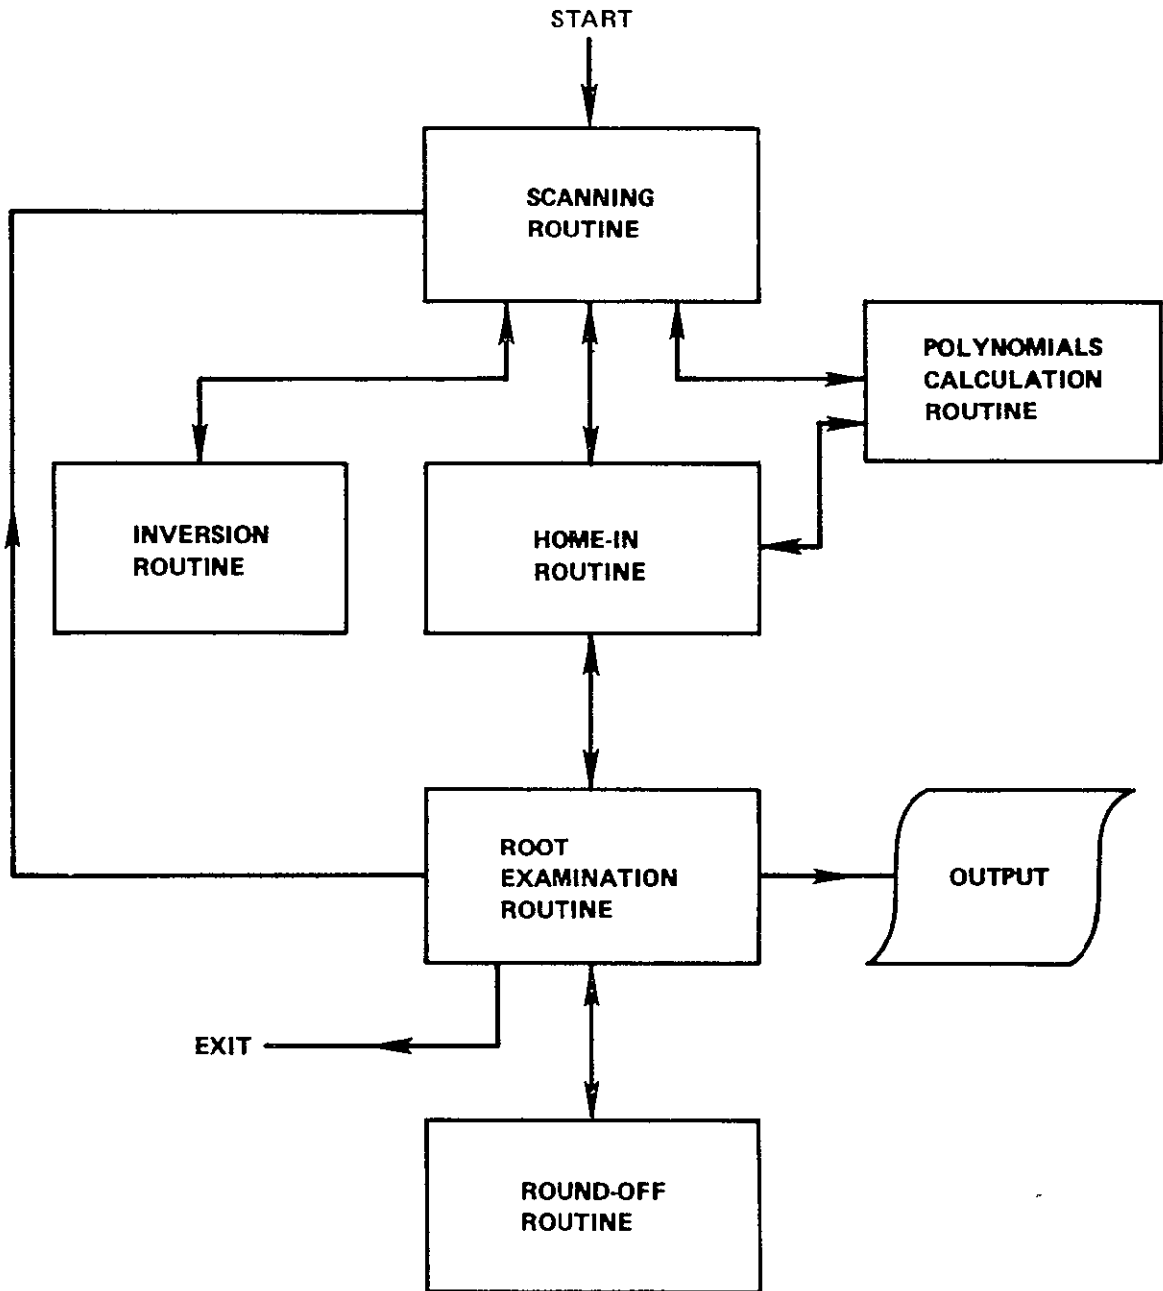 START
SCANNING
ROUTINE
POLYNOMIALS
CALCULATION
ROUTINE
INVERSION
ROUTINE
HOME-IN
ROUTINE
ROOT
EXAMINATION
ROUTINE
OUTPUT
EXIT
ROUND-OFF
ROUTINE